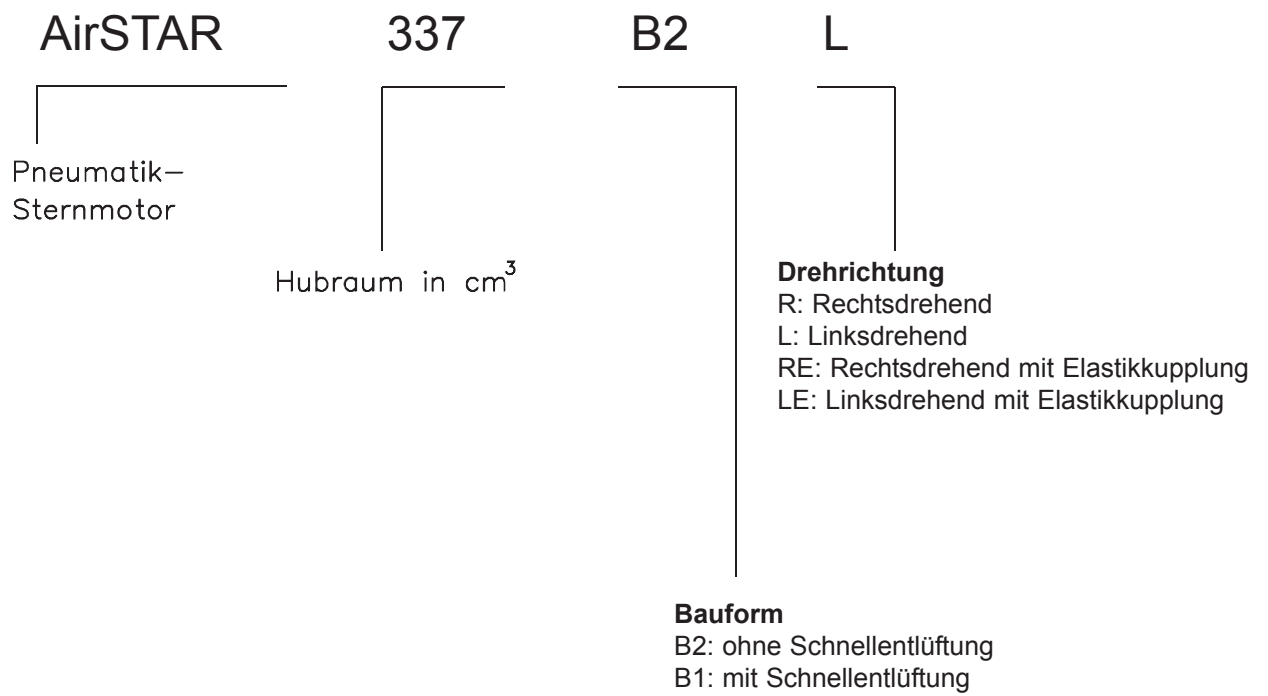 AirSTAR 337 B2 L
Pneumatik-
Sternmotor
Hubraum in cm³
Drehrichtung
R: Rechtsdrehend
L: Linksdrehend
RE: Rechtsdrehend mit Elastikkupplung
LE: Linksdrehend mit Elastikkupplung
Bauform
B2: ohne Schnellentlüftung
B1: mit Schnellentlüftung